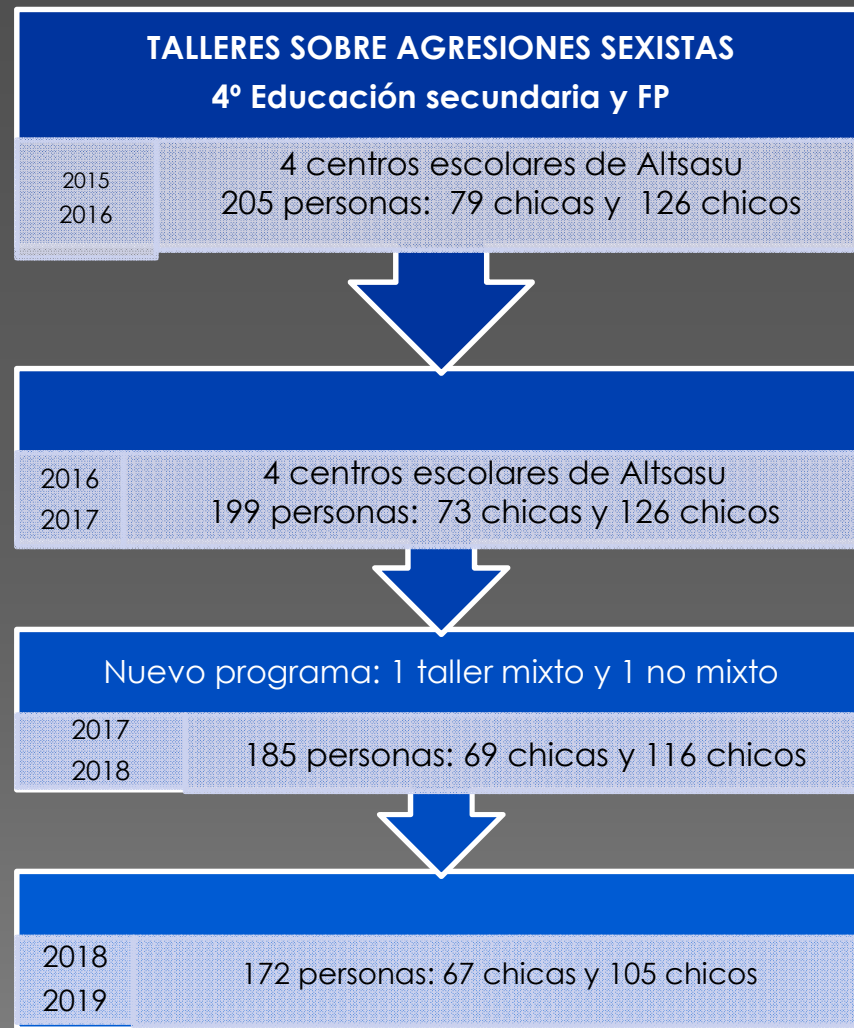 TALLERES SOBRE AGRESIONES SEXISTAS
4º Educación secundaria y FP
2015
2016
4 centros escolares de Altsasu
205 personas: 79 chicas y 126 chicos
2016
2017
4 centros escolares de Altsasu
199 personas: 73 chicas y 126 chicos
Nuevo programa: 1 taller mixto y 1 no mixto
2017
2018
185 personas: 69 chicas y 116 chicos
2018
2019
172 personas: 67 chicas y 105 chicos